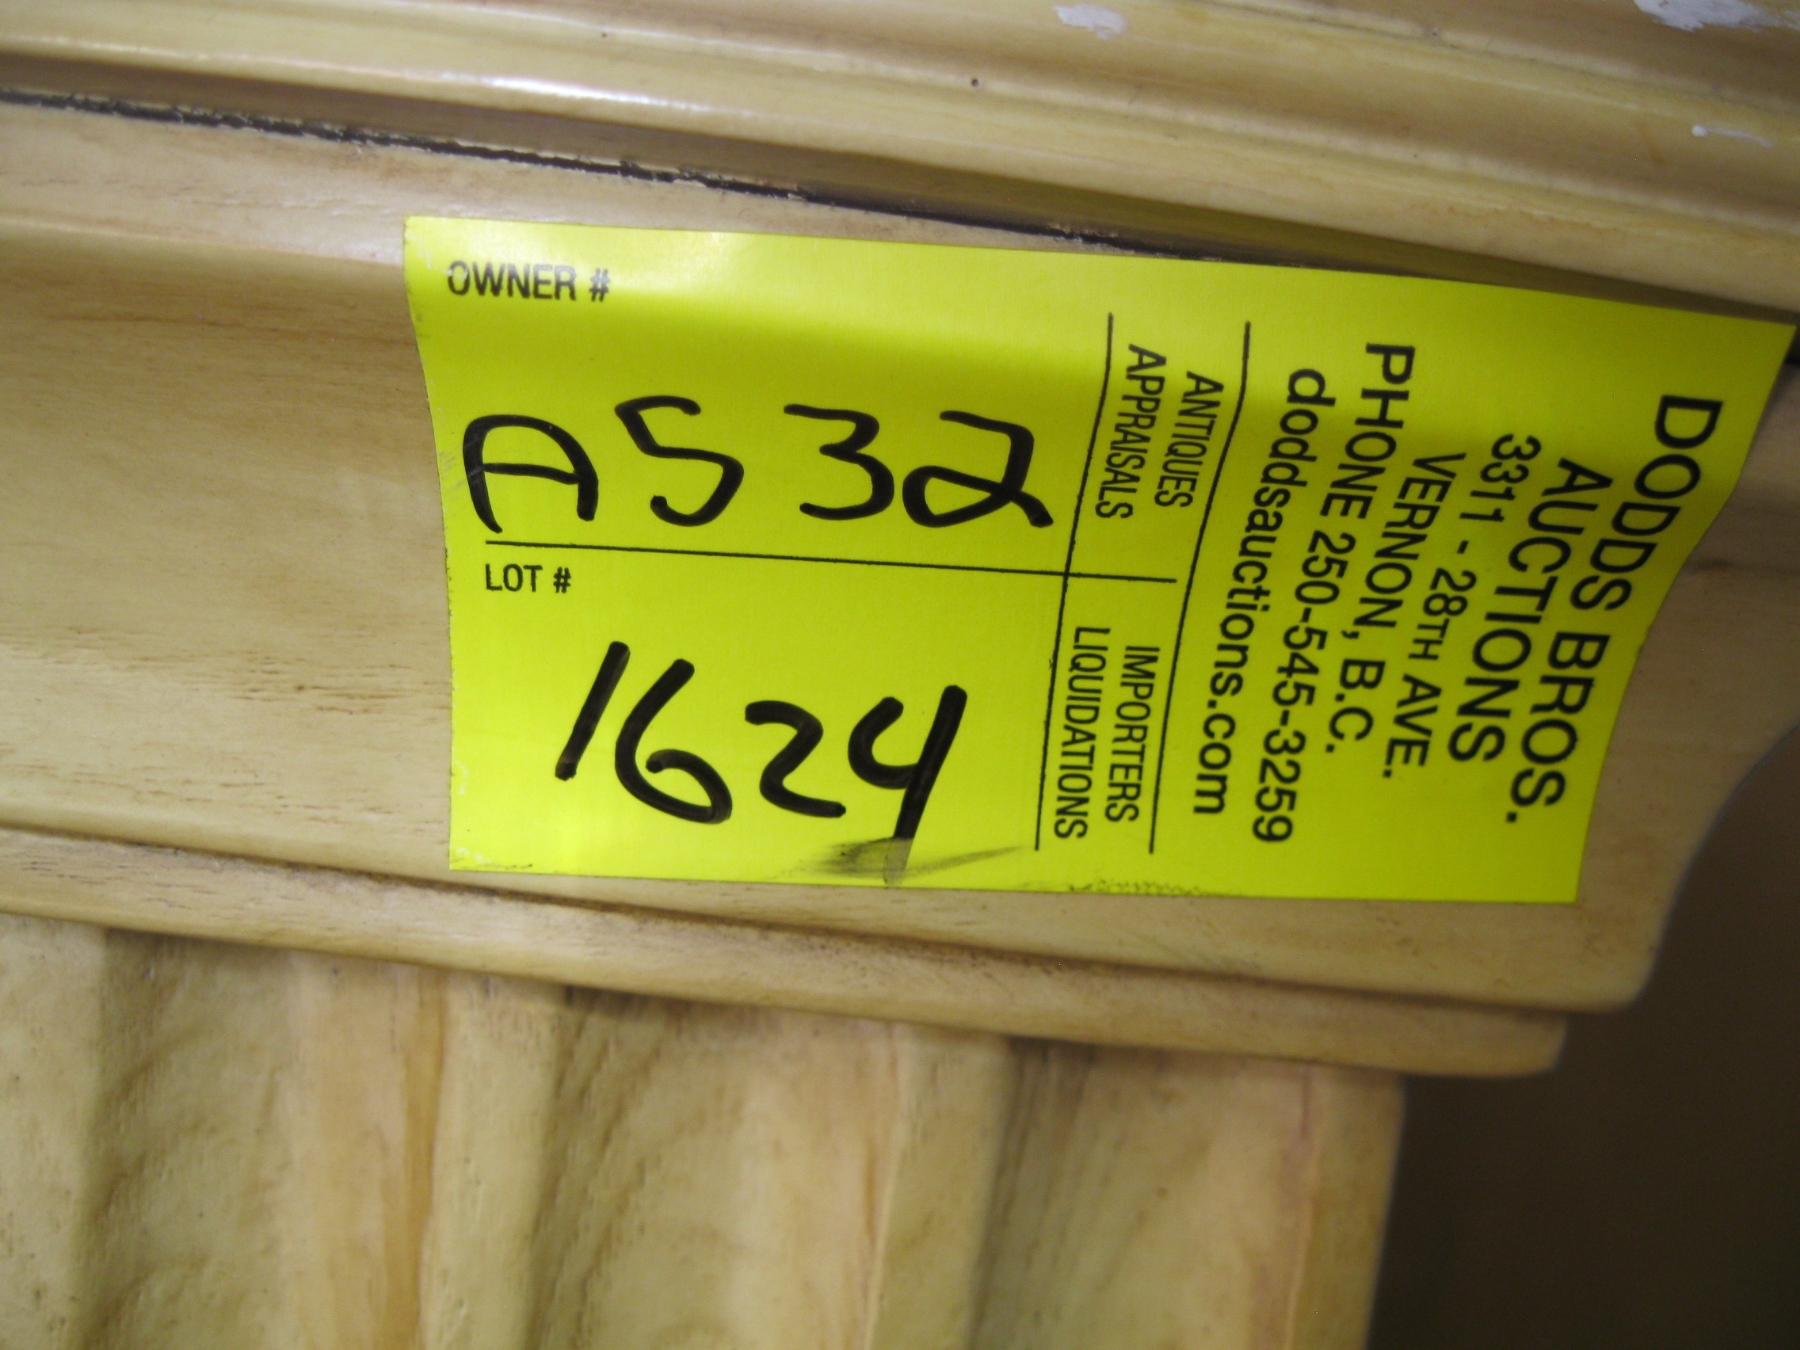 DODDS BROS.
AUCTIONS
3311 - 28TH AVE.
VERNON, B.C.
PHONE 250-545-3259
doddsauctions.com
ANTIQUES
APPRAISALS
IMPORTERS
LIQUIDATIONS
OWNER #
A532
LOT #
1624